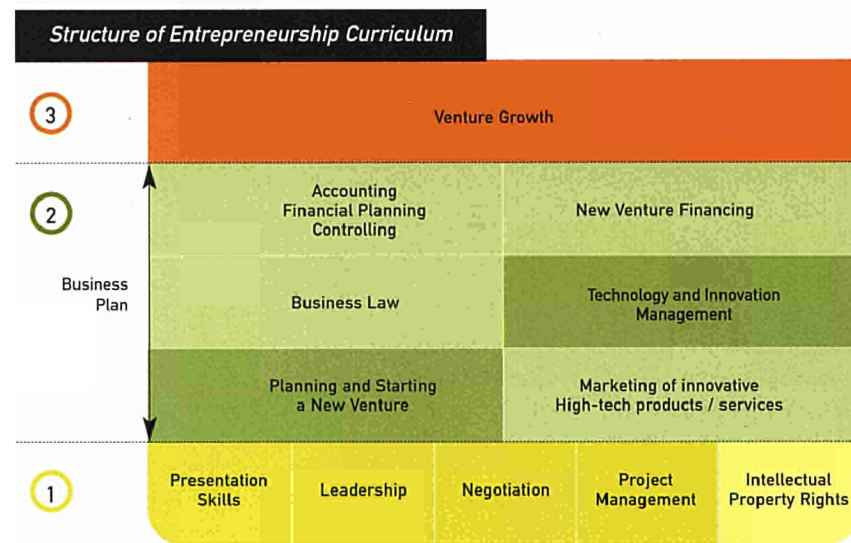 Structure of Entrepreneurship Curriculum
3
Venture Growth
2
Business
Plan
Accounting
Financial Planning
Controlling
New Venture Financing
Business Law
Technology and Innovation
Management
Planning and Starting
a New Venture
Marketing of innovative
High-tech products / services
1
Presentation
Skills
Leadership
Negotiation
Project
Management
Intellectual
Property Rights